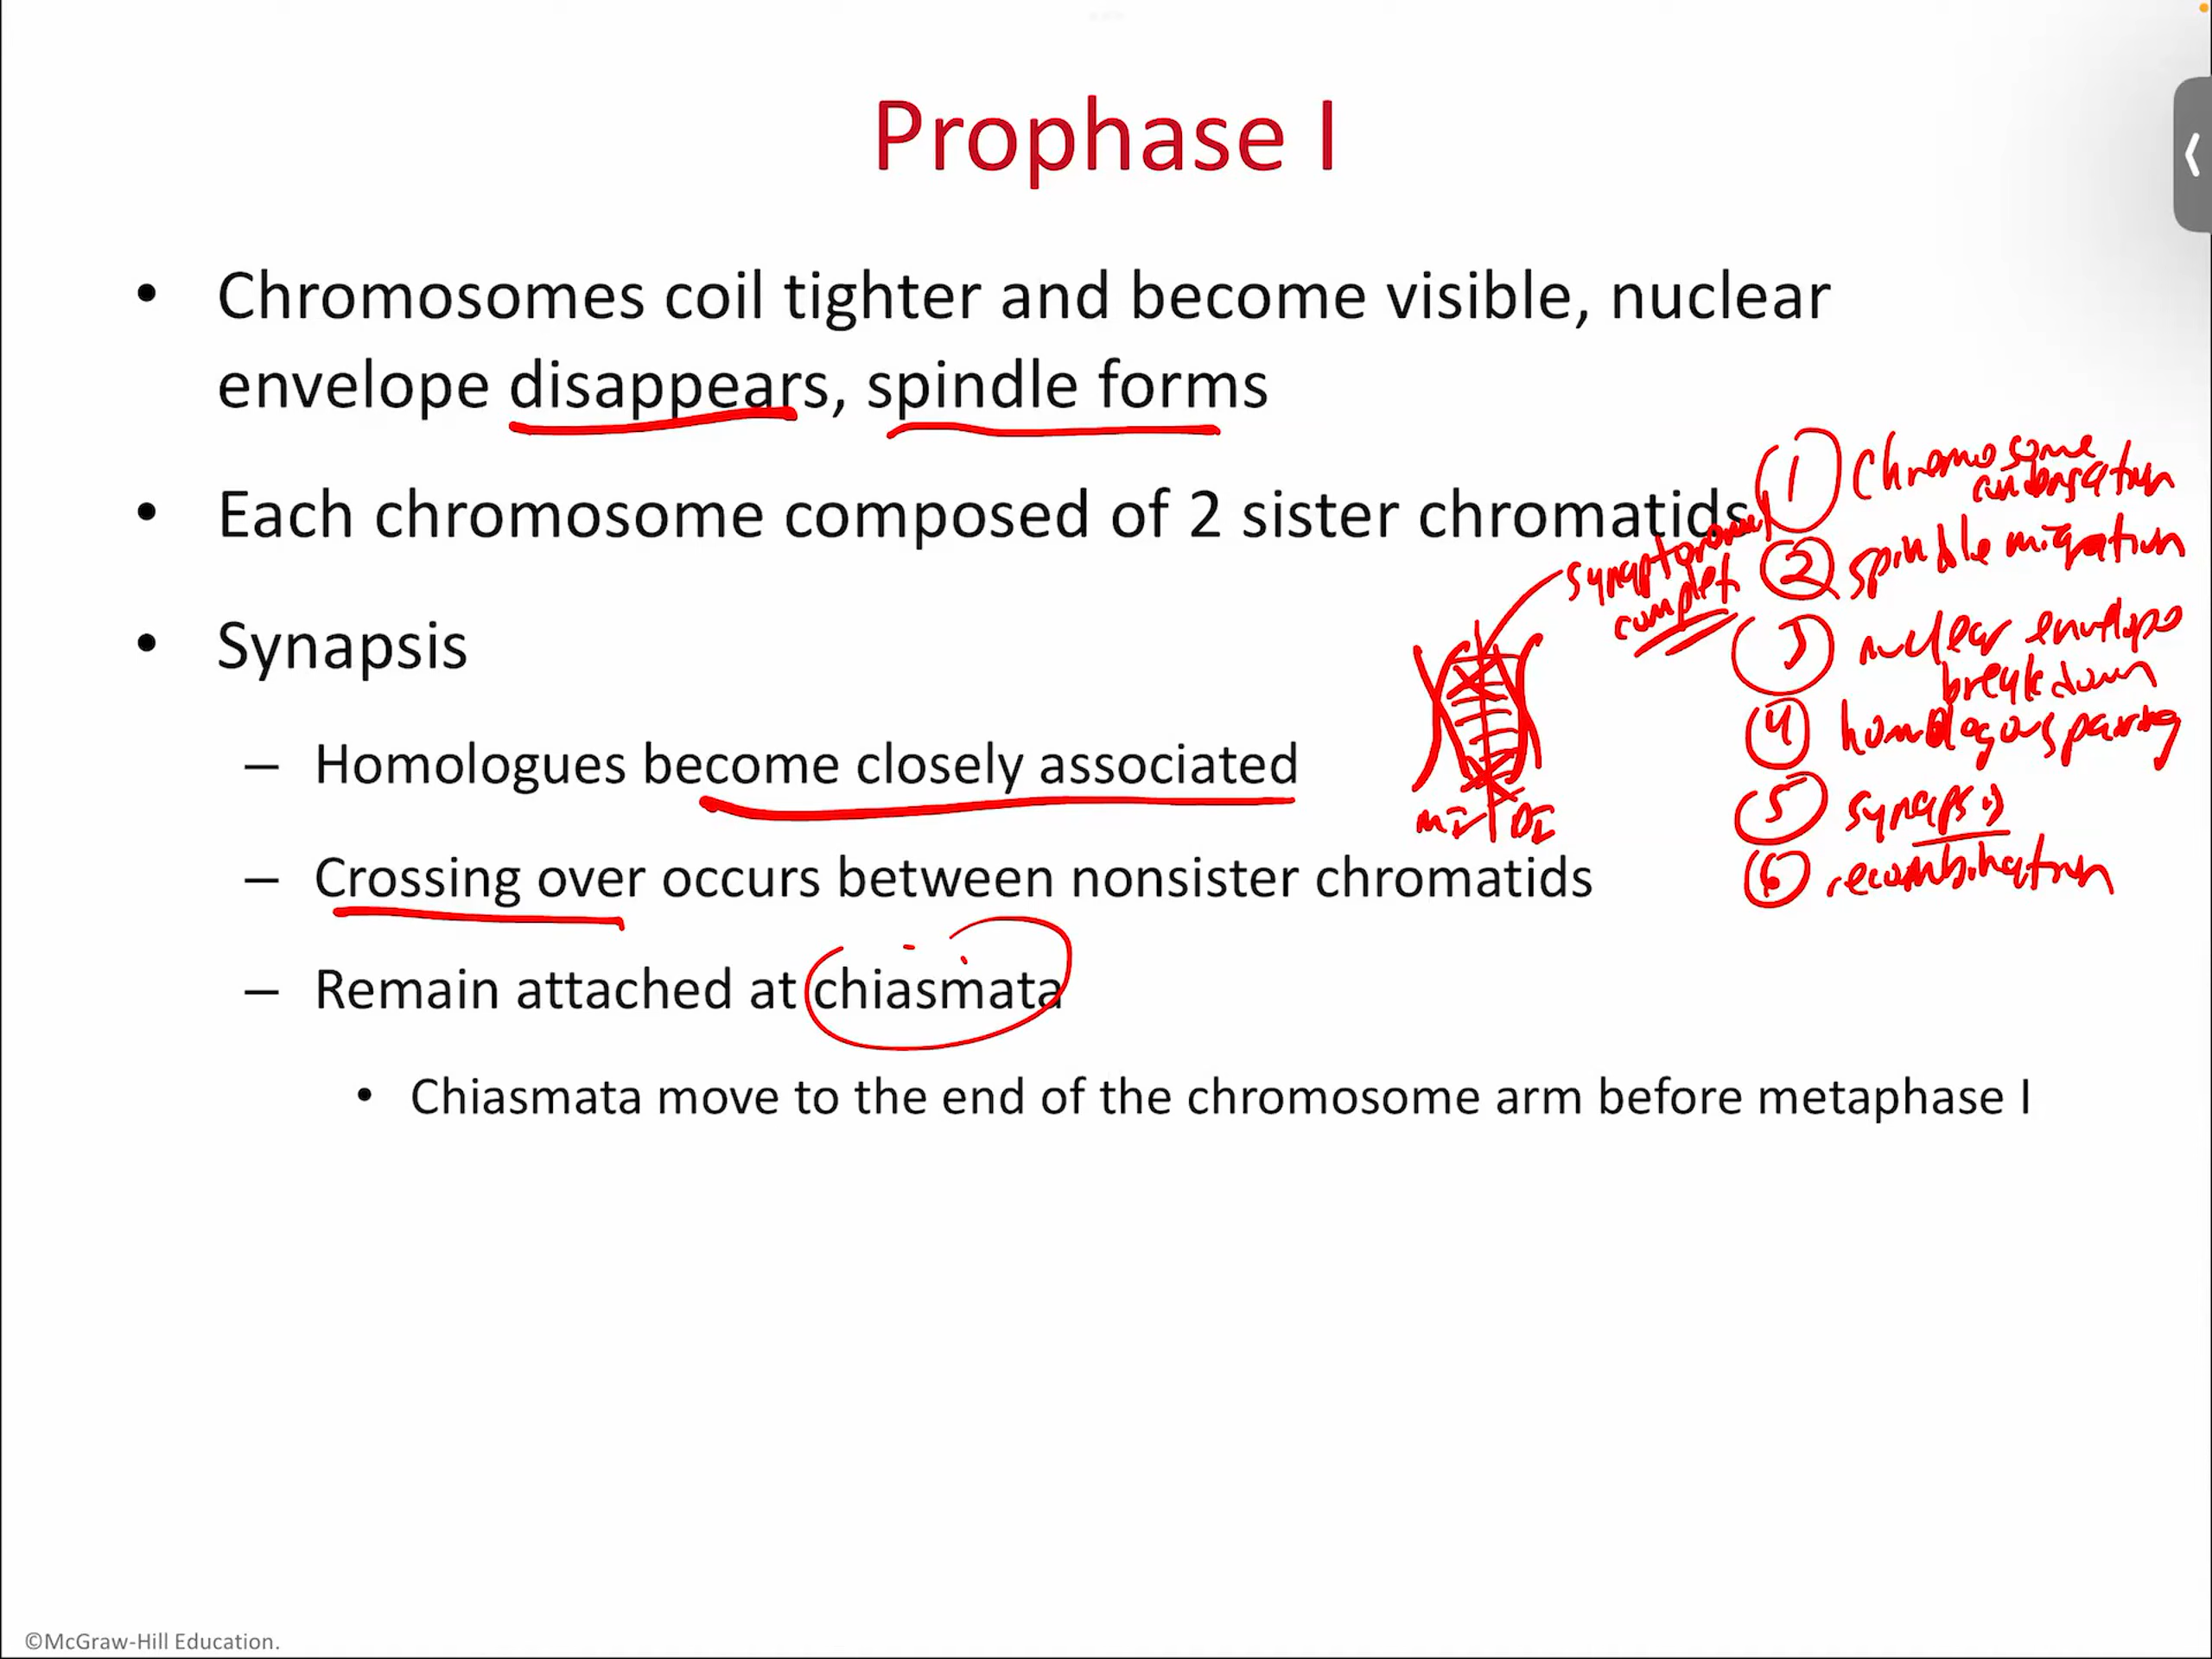 Prophase I
• Chromosomes coil tighter and become visible, nuclear
envelope disappears, spindle forms
• Each chromosome composed of 2 sister chromatids
• Synapsis
– Homologues become closely associated
– Crossing over occurs between nonsister chromatids
– Remain attached at chiasmata
• Chiasmata move to the end of the chromosome arm before metaphase I
① Chromosome
② spindle migration
③ nuclear envelope
breakdown
④ homologous pairing
⑤ synapsis
⑥ recombination
©McGraw-Hill Education.